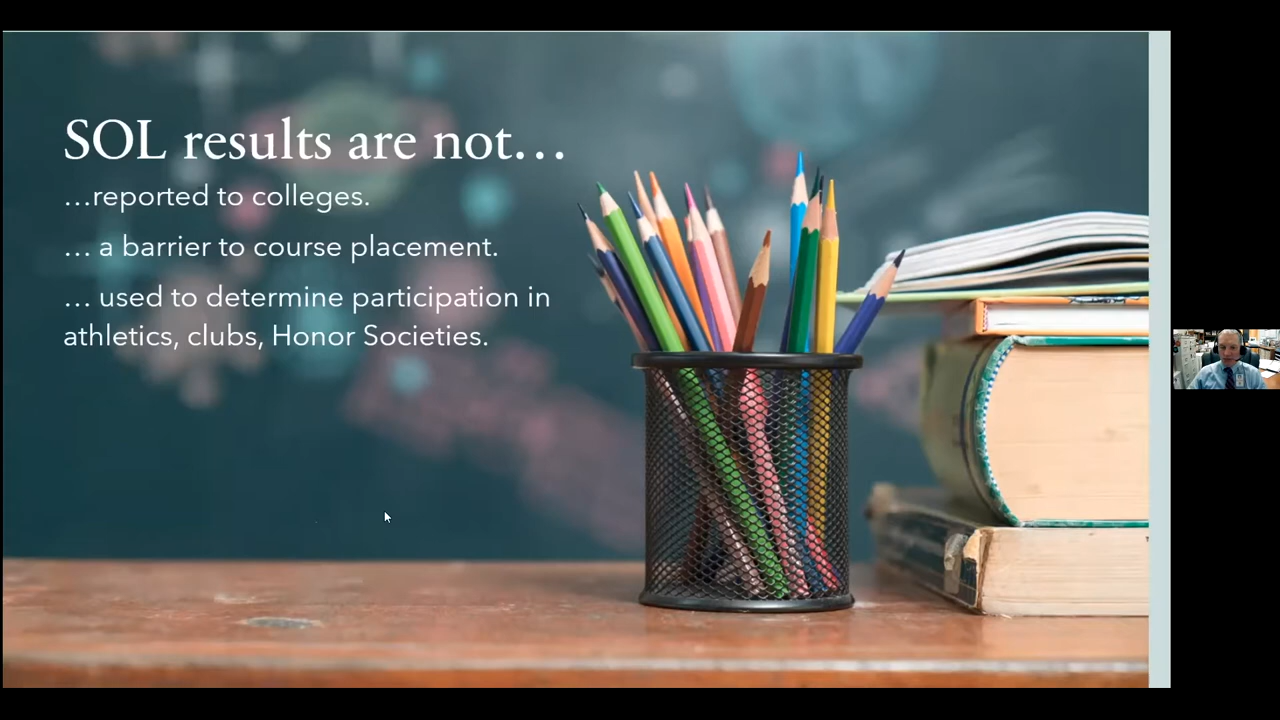 SOL results are not…
…reported to colleges.
… a barrier to course placement.
… used to determine participation in
athletics, clubs, Honor Societies.